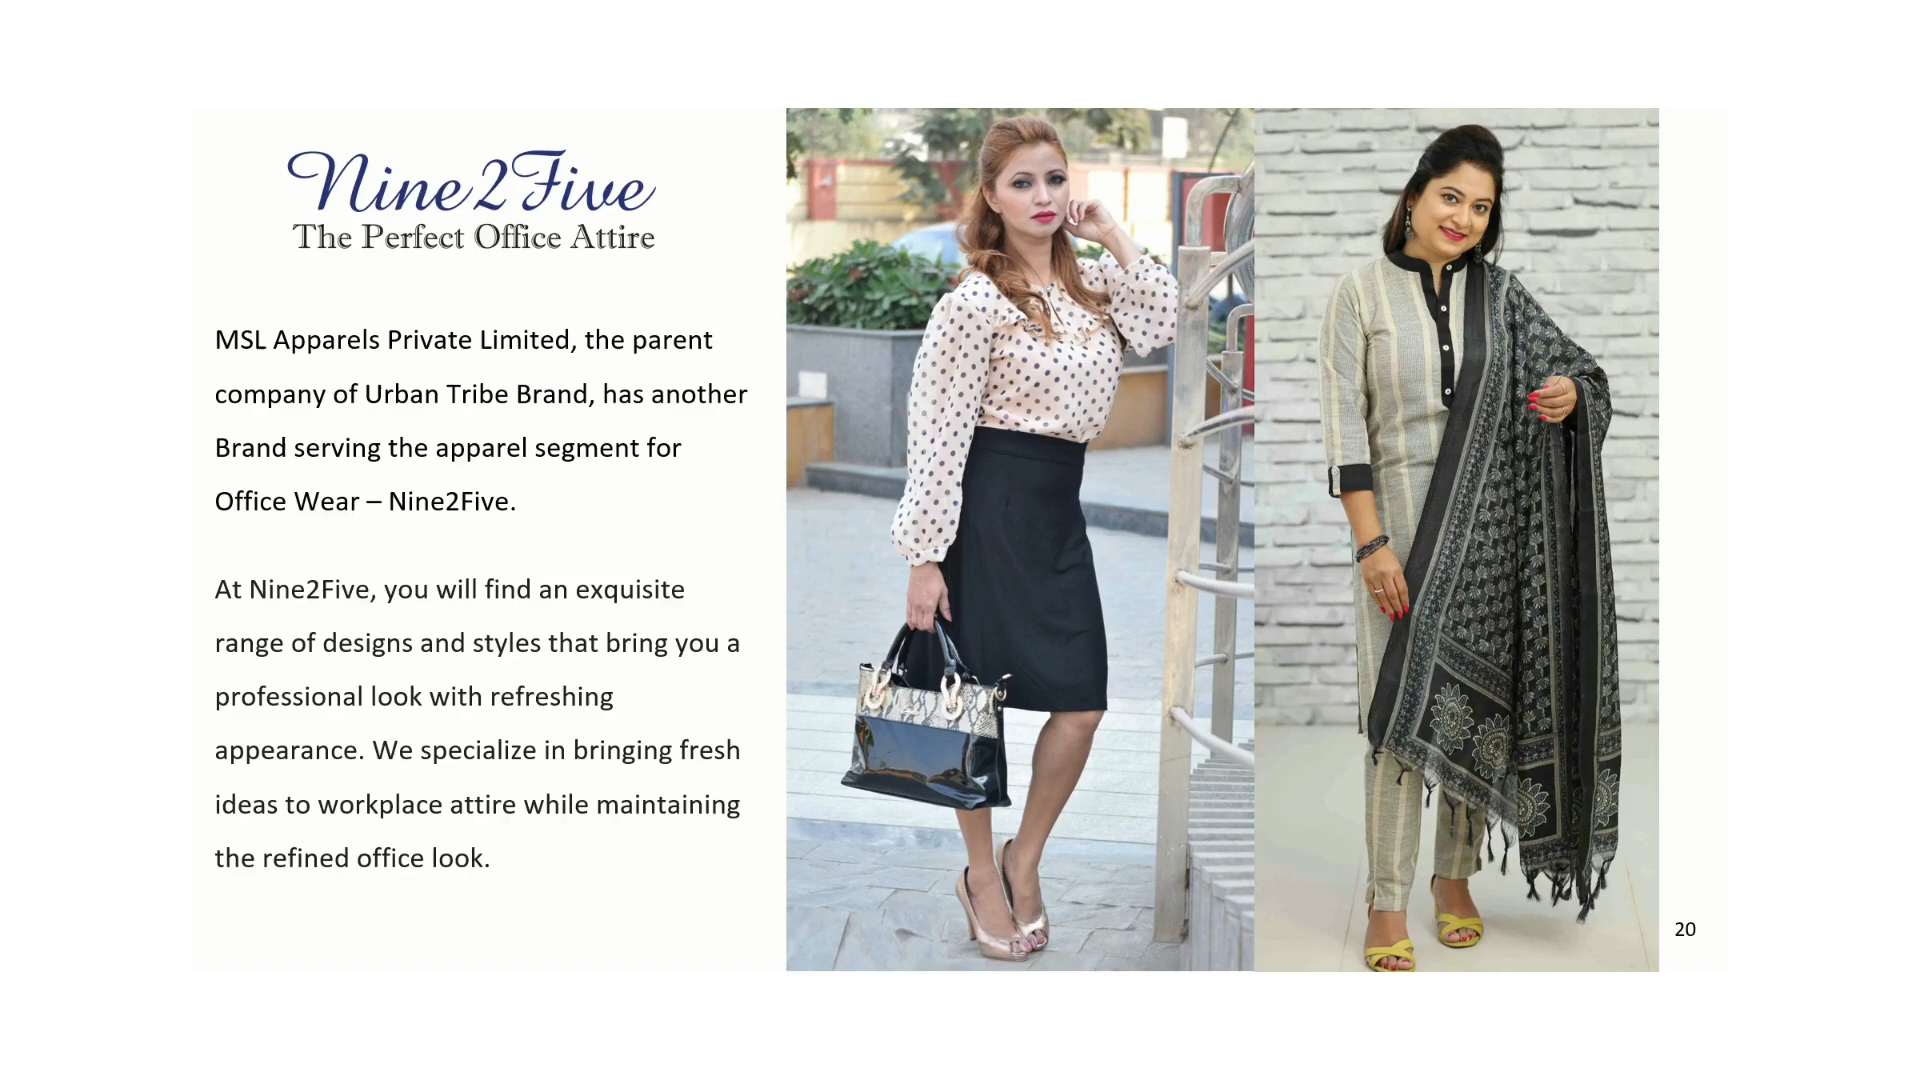 Nine2Five
The Perfect Office Attire
MSL Apparels Private Limited, the parent
company of Urban Tribe Brand, has another
Brand serving the apparel segment for
Office Wear – Nine2Five.
At Nine2Five, you will find an exquisite
range of designs and styles that bring you a
professional look with refreshing
appearance. We specialize in bringing fresh
ideas to workplace attire while maintaining
the refined office look.
20